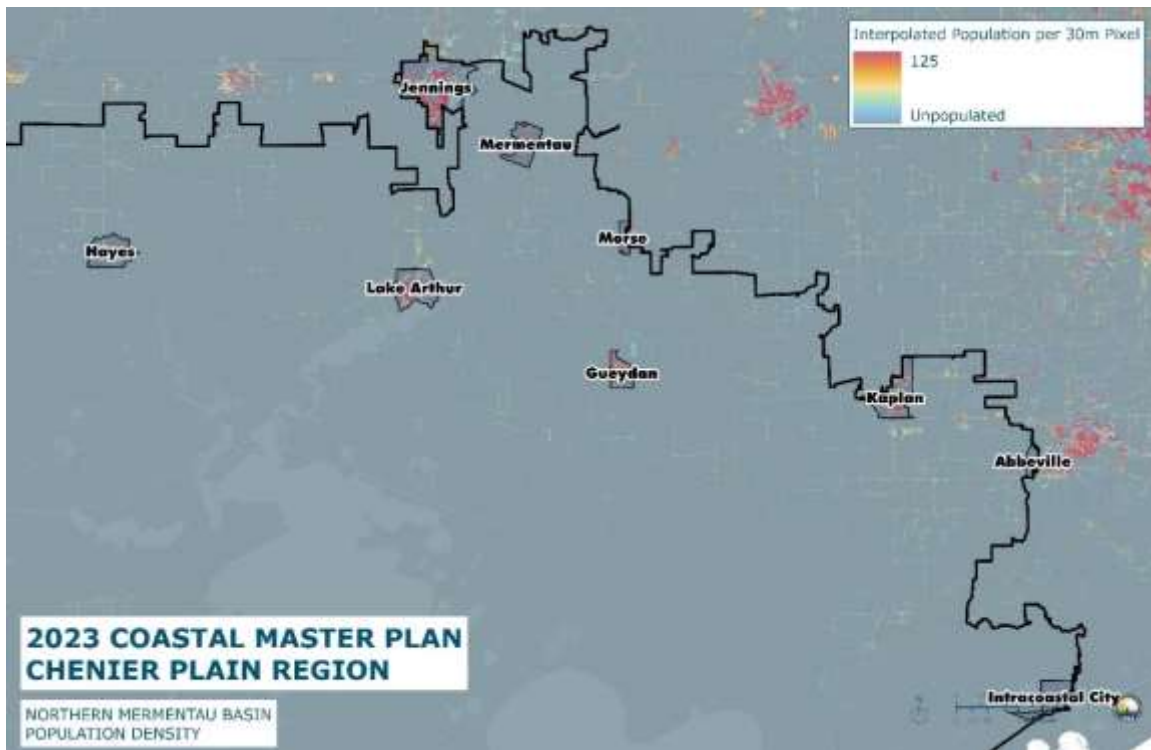 Interpolated Population per 30m Pixel
125
Unpopulated
Jennings
Mermentau
Hayes
Morse
Lake Arthur
Gueydan
Kaplan
Abbeville
Intracoastal City
2023 COASTAL MASTER PLAN
CHENIER PLAIN REGION
NORTHERN MERMENTAU BASIN
POPULATION DENSITY